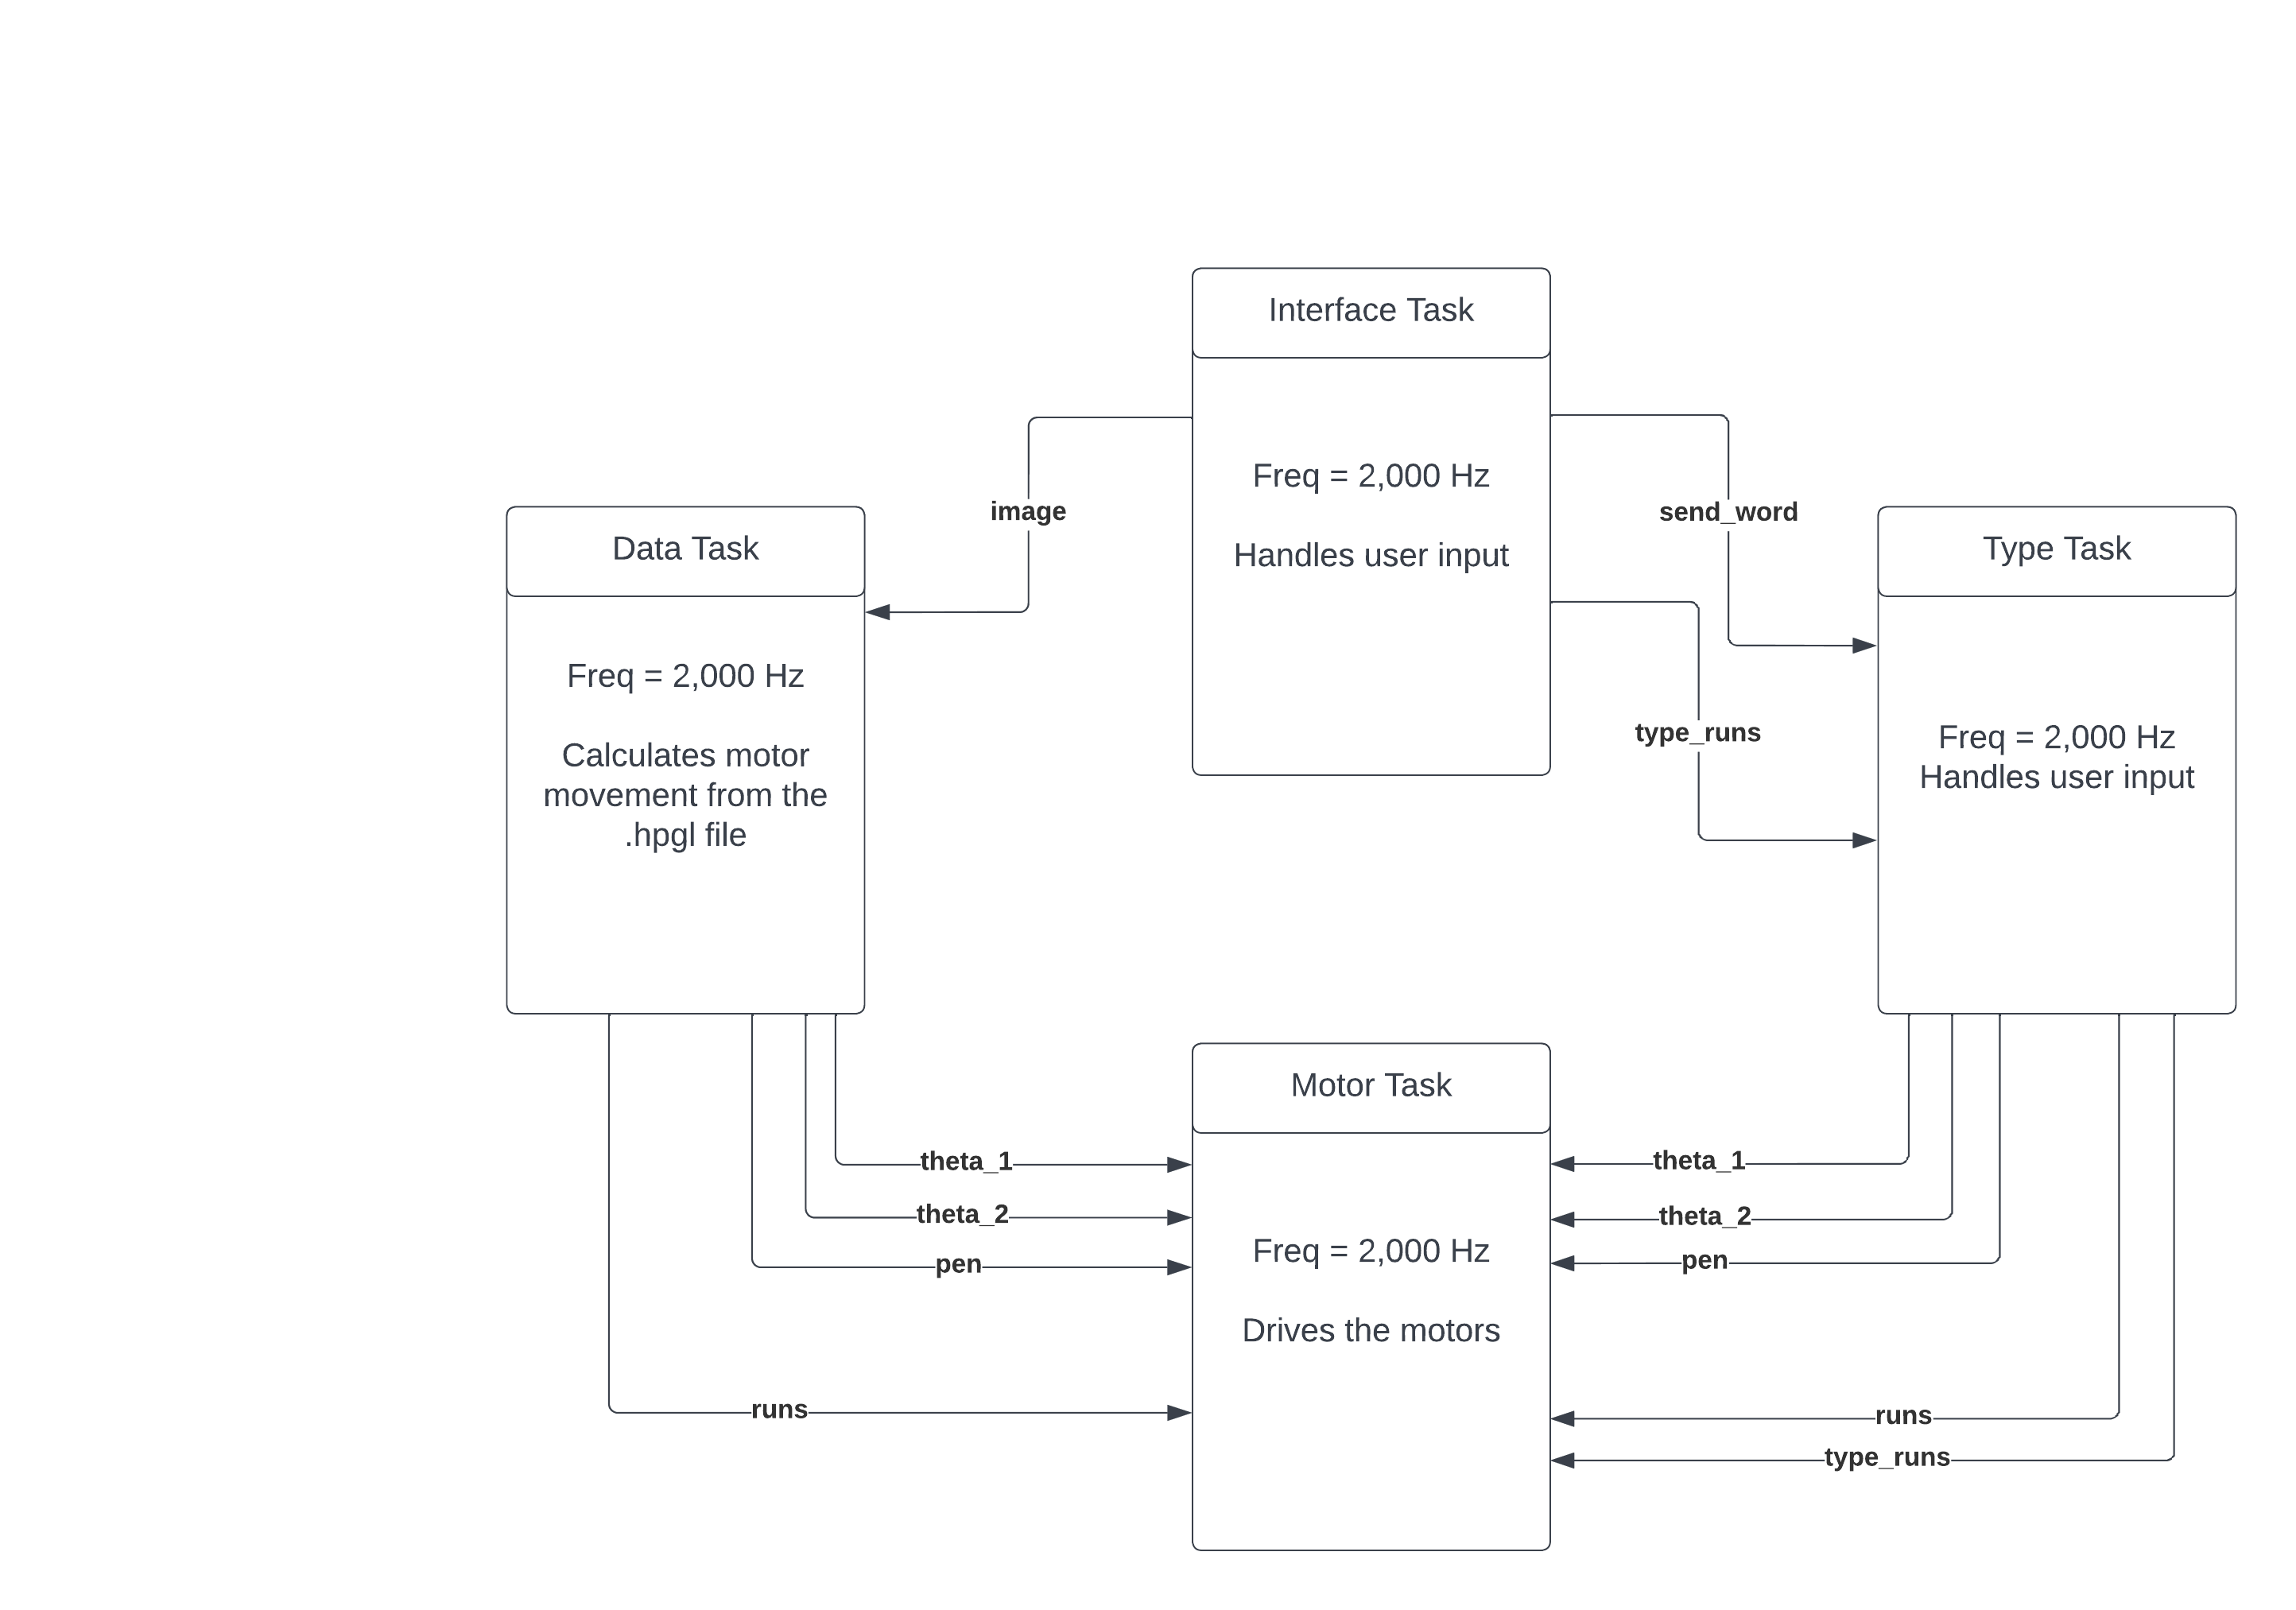 Interface Task
Freq = 2,000 Hz
Handles user input
image
send_word
type_runs
Data Task
Freq = 2,000 Hz
Calculates motor
movement from the
.hpgl file
Type Task
Freq = 2,000 Hz
Handles user input
Motor Task
Freq = 2,000 Hz
Drives the motors
theta_1
theta_2
pen
runs
theta_1
theta_2
pen
runs
type_runs